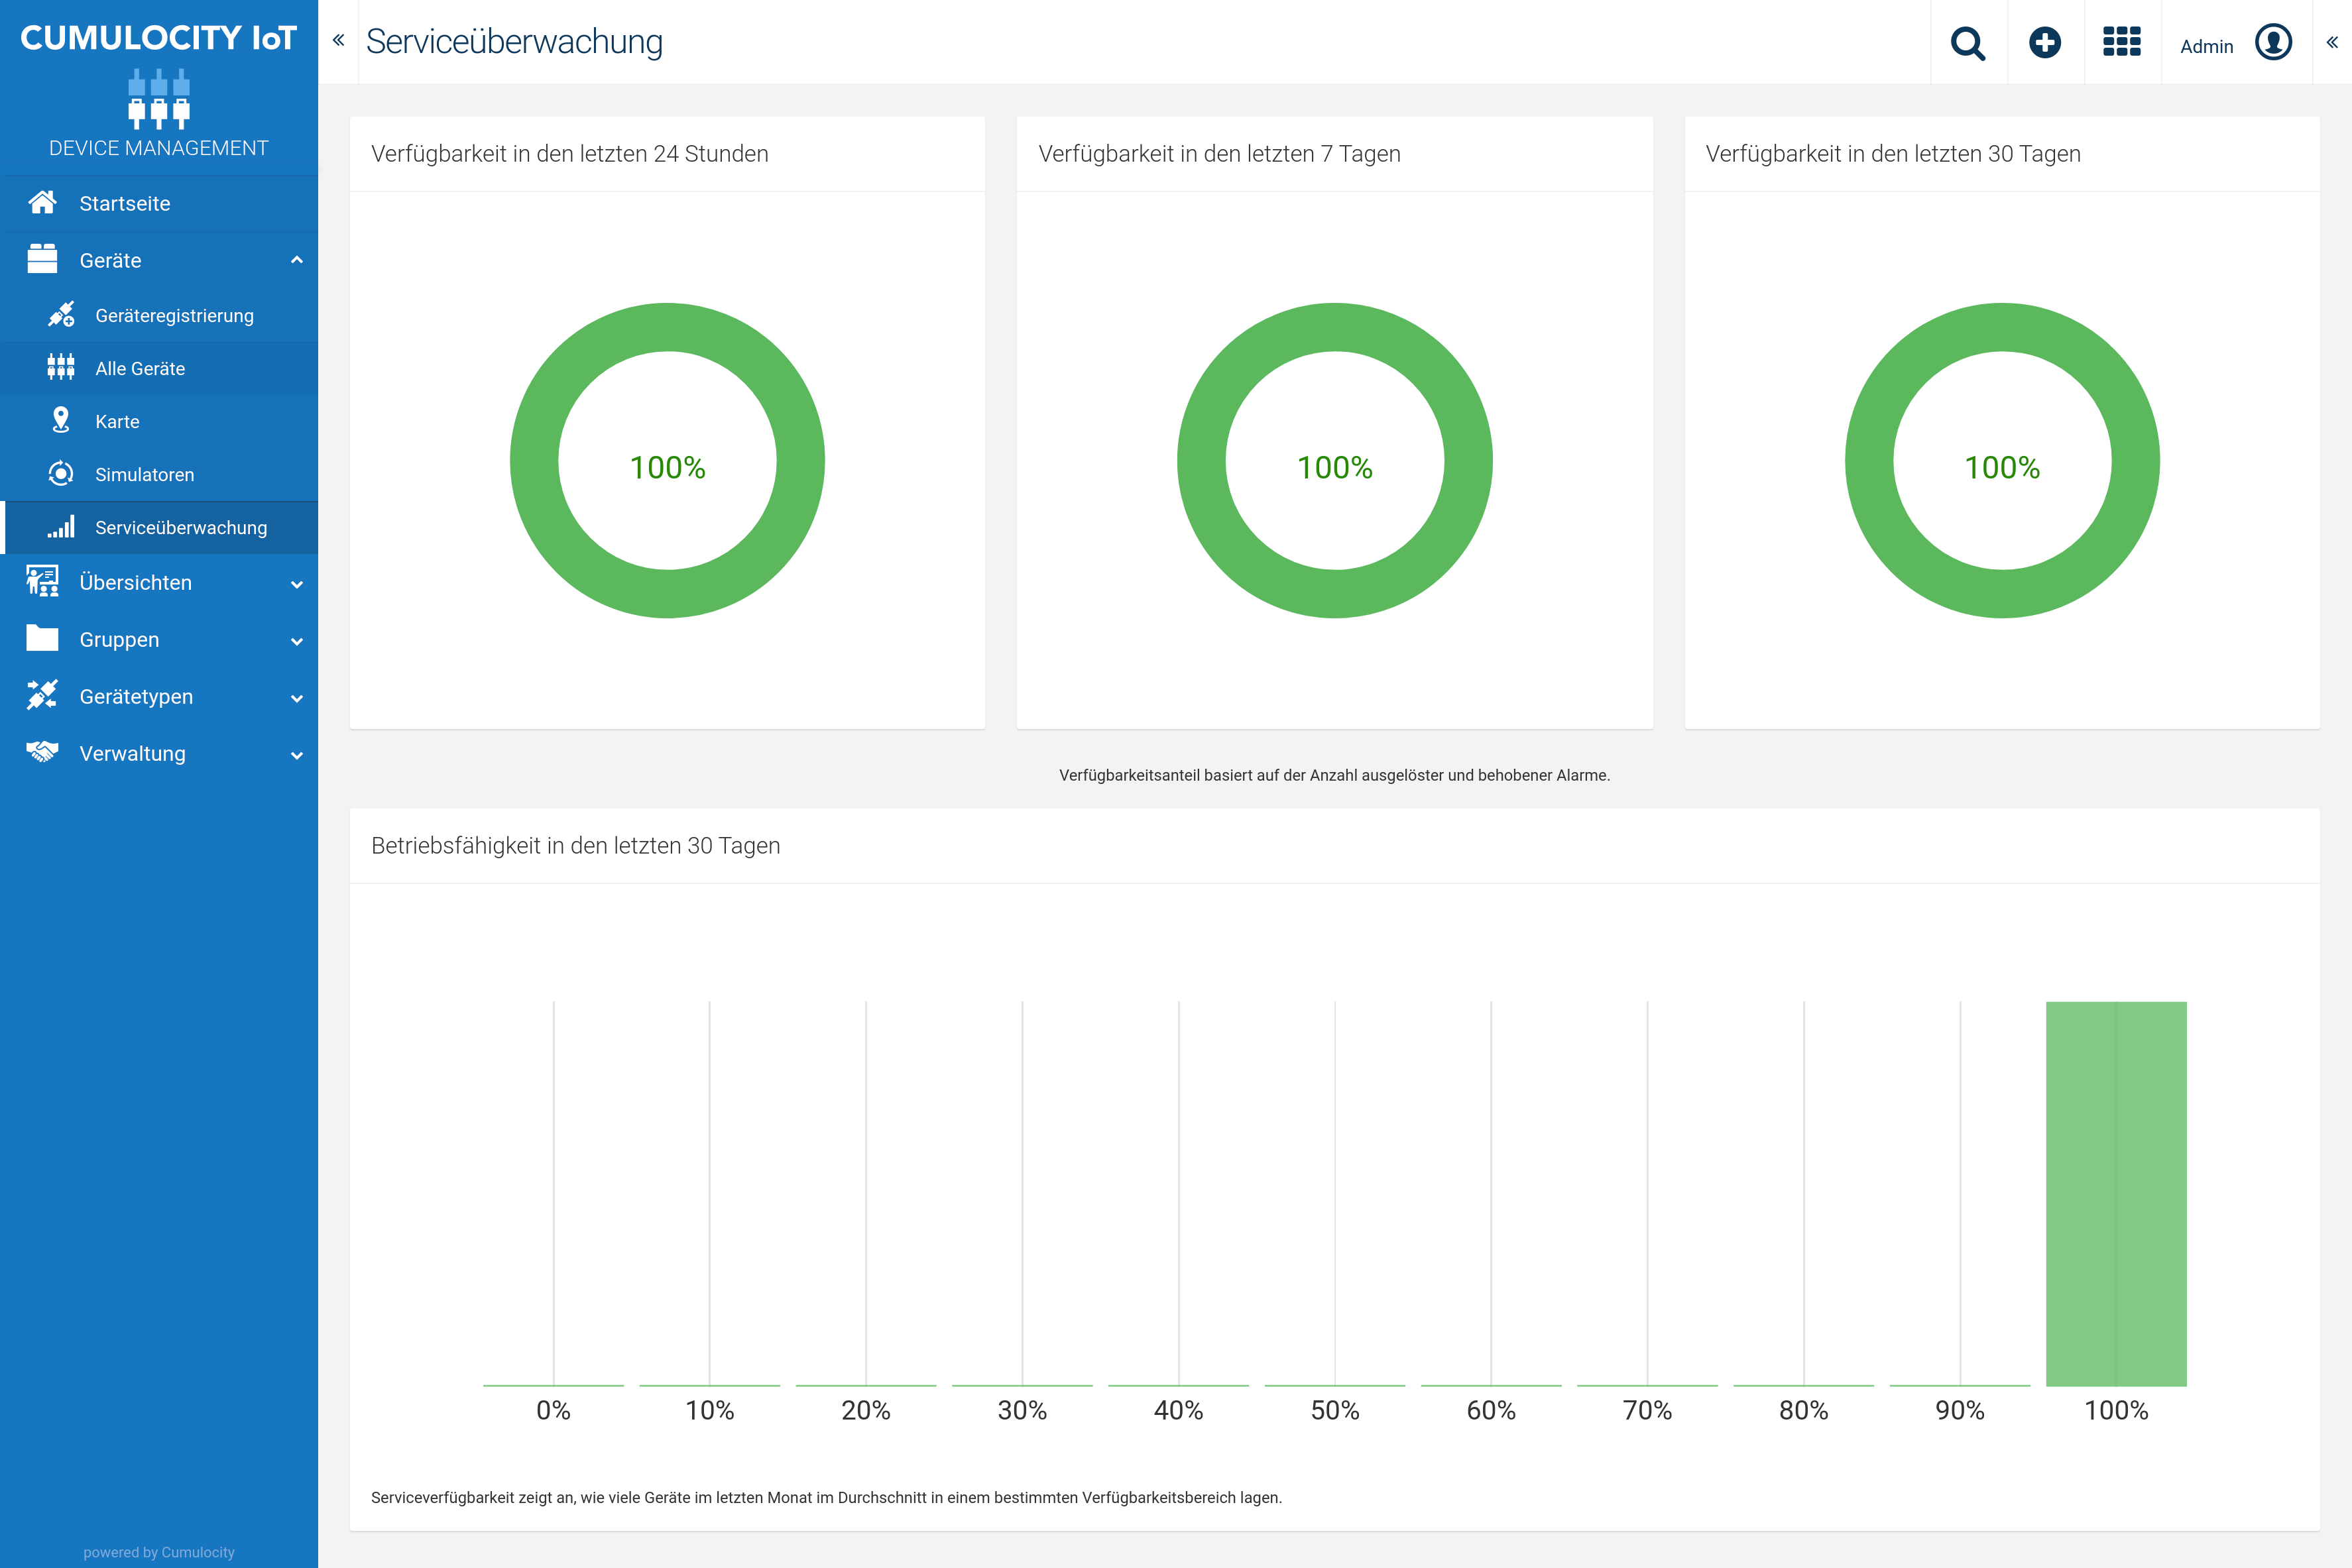 CUMULOCITY IoT
DEVICE MANAGEMENT
Startseite
Geräte
Geräteregistrierung
Alle Geräte
Karte
Simulatoren
Serviceüberwachung
Übersichten
Gruppen
Gerätetypen
Verwaltung
powered by Cumulocity
Serviceüberwachung
Admin
Verfügbarkeit in den letzten 24 Stunden
100%
Verfügbarkeit in den letzten 7 Tagen
100%
Verfügbarkeit in den letzten 30 Tagen
100%
Verfügbarkeitsanteil basiert auf der Anzahl ausgelöster und behobener Alarme.
Betriebsfähigkeit in den letzten 30 Tagen
0% 10% 20% 30% 40% 50% 60% 70% 80% 90% 100%
Serviceverfügbarkeit zeigt an, wie viele Geräte im letzten Monat im Durchschnitt in einem bestimmten Verfügbarkeitsbereich lagen.